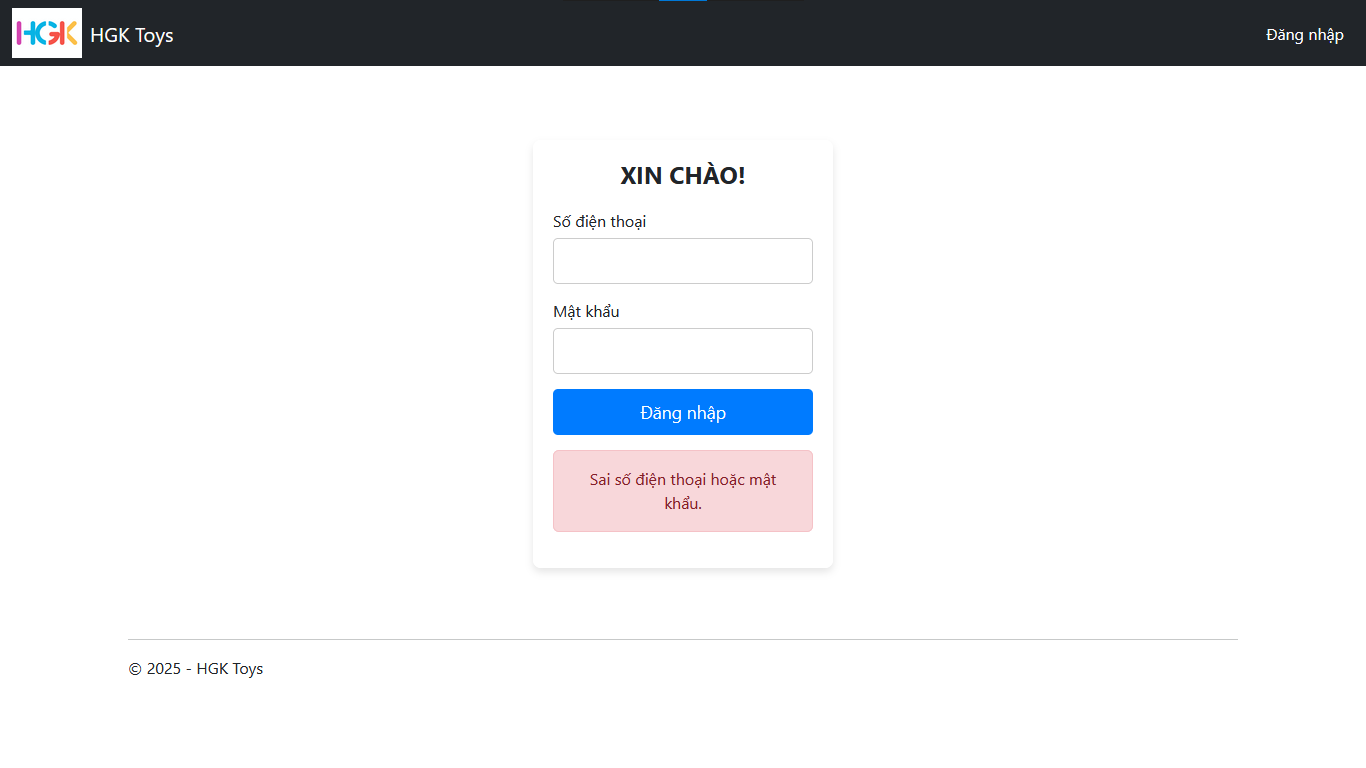 HGK HGK Toys Đăng nhập
XIN CHÀO!
Số điện thoại
Mật khẩu
Đăng nhập
Sai số điện thoại hoặc mật
khẩu.
© 2025 - HGK Toys